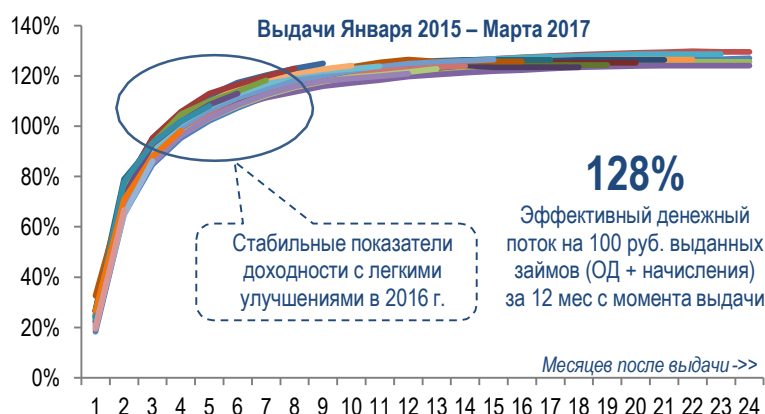 Выдачи Января 2015 – Марта 2017
140%
120%
100%
80%
60%
40%
20%
0%
128%
Эффективный денежный
поток на 100 руб. выданных
займов (ОД + начисления)
за 12 мес с момента выдачи
Стабильные показатели
доходности с легкими
улучшениями в 2016 г.
Месяцев после выдачи->>
1 2 3 4 5 6 7 8 9 10 11 12 13 14 15 16 17 18 19 20 21 22 23 24